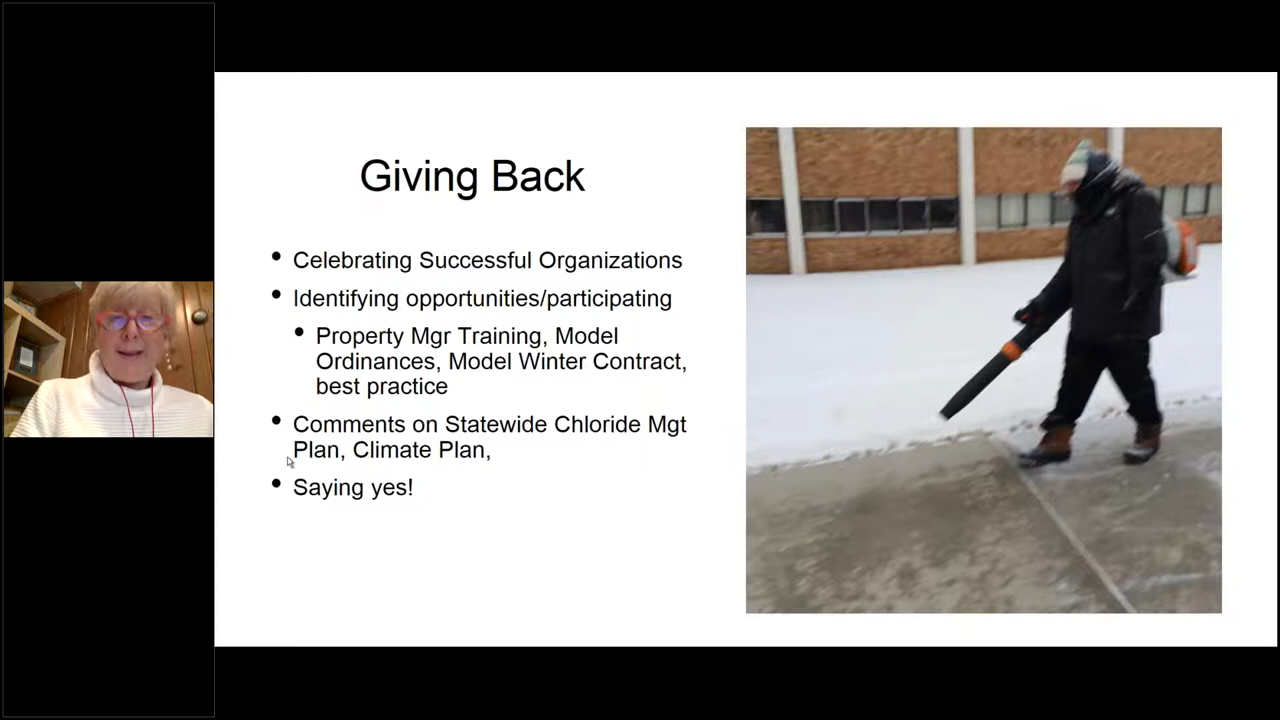 Giving Back
• Celebrating Successful Organizations
• Identifying opportunities/participating
• Property Mgr Training, Model
Ordinances, Model Winter Contract,
best practice
• Comments on Statewide Chloride Mgt
Plan, Climate Plan,
• Saying yes!